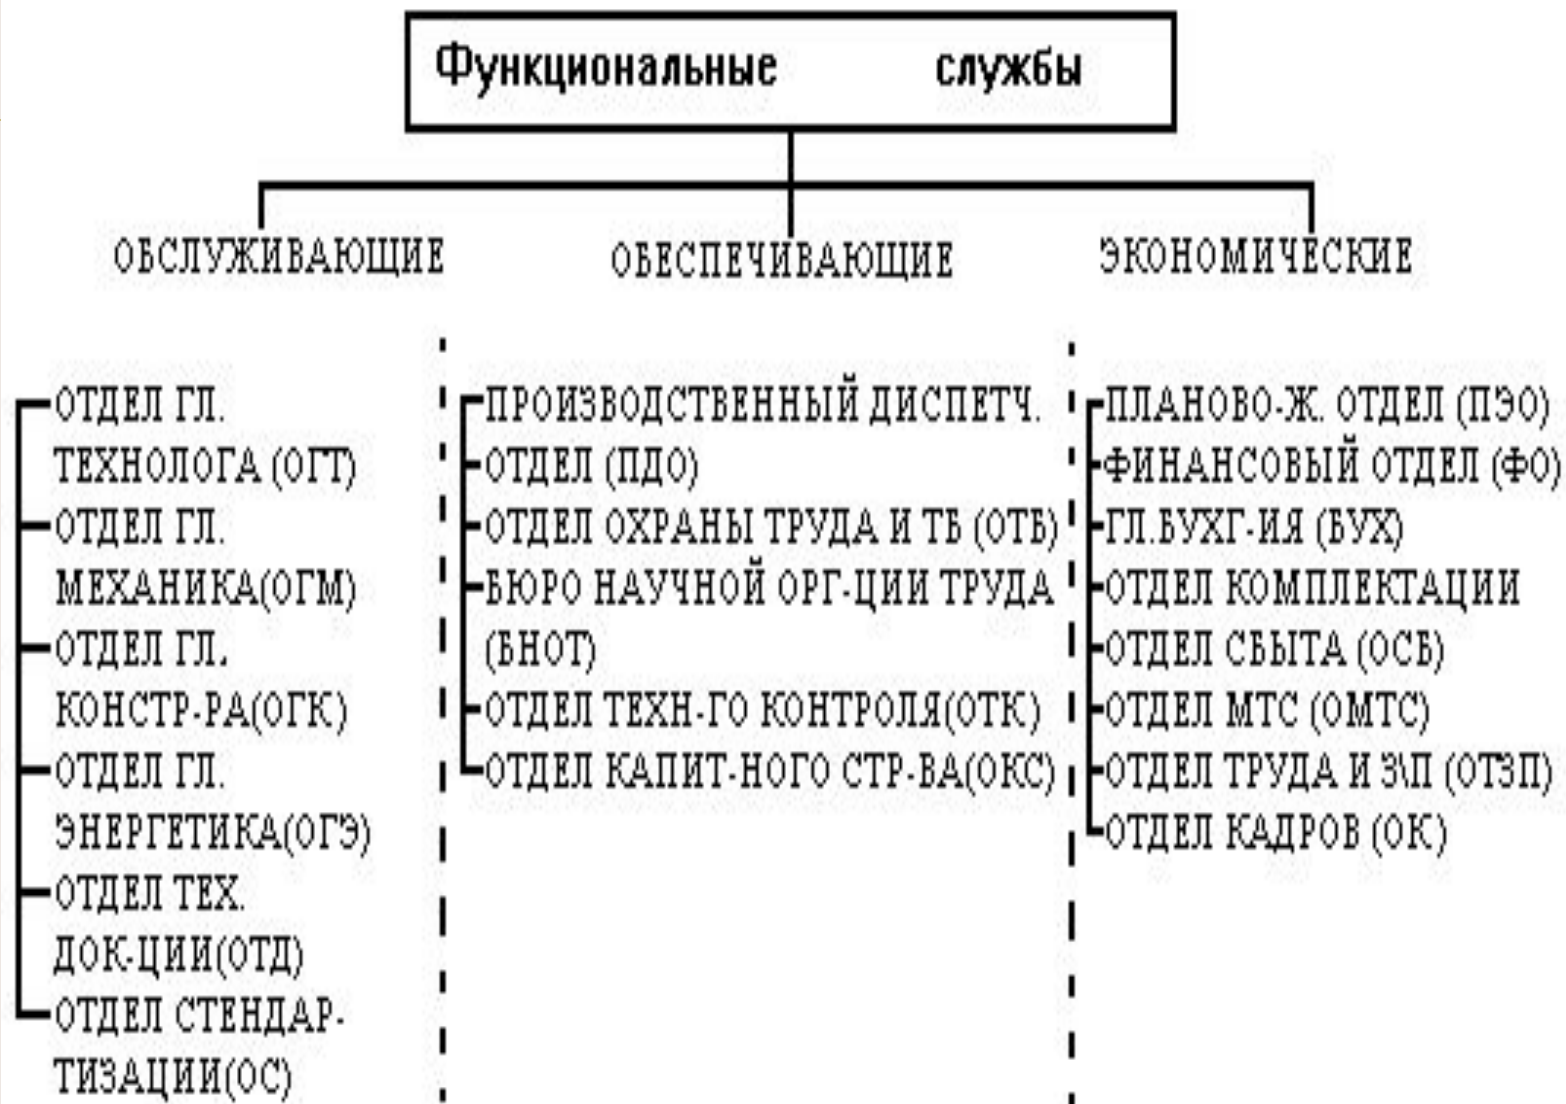 Функциональные службы
ОБСЛУЖИВАЮЩИЕ
ОБЕСПЕЧИВАЮЩИЕ
ЭКОНОМИЧЕСКИЕ
ОТДЕЛ ГЛ.
ТЕХНОЛОГА (ОГТ)
ОТДЕЛ ГЛ.
МЕХАНИКА(ОГМ)
ОТДЕЛ ГЛ.
КОНСТР-РА(ОГК)
ОТДЕЛ ГЛ.
ЭНЕРГЕТИКА(ОГЭ)
ОТДЕЛ ТЕХ.
ДОК-ЦИИ(ОТД)
ОТДЕЛ СТЕНДАР-
ТИЗАЦИИ(ОС)
ПРОИЗВОДСТВЕННЫЙ ДИСПЕТЧ.
ОТДЕЛ (ПДО)
ОТДЕЛ ОХРАНЫ ТРУДА И ТБ (ОТБ)
БЮРО НАУЧНОЙ ОРГ-ЦИИ ТРУДА
(БНОТ)
ОТДЕЛ ТЕХН-ГО КОНТРОЛЯ(ОТК)
ОТДЕЛ КАПИТ-НОГО СТР-ВА(ОКС)
ПЛАНОВО-Ж. ОТДЕЛ (ПЭО)
ФИНАНСОВЫЙ ОТДЕЛ (ФО)
ГЛ.БУХГ-ИЯ (БУХ)
ОТДЕЛ КОМПЛЕКТАЦИИ
ОТДЕЛ СБЫТА (ОСБ)
ОТДЕЛ МТС (ОМТС)
ОТДЕЛ ТРУДА И З\П (ОТЗП)
ОТДЕЛ КАДРОВ (ОК)